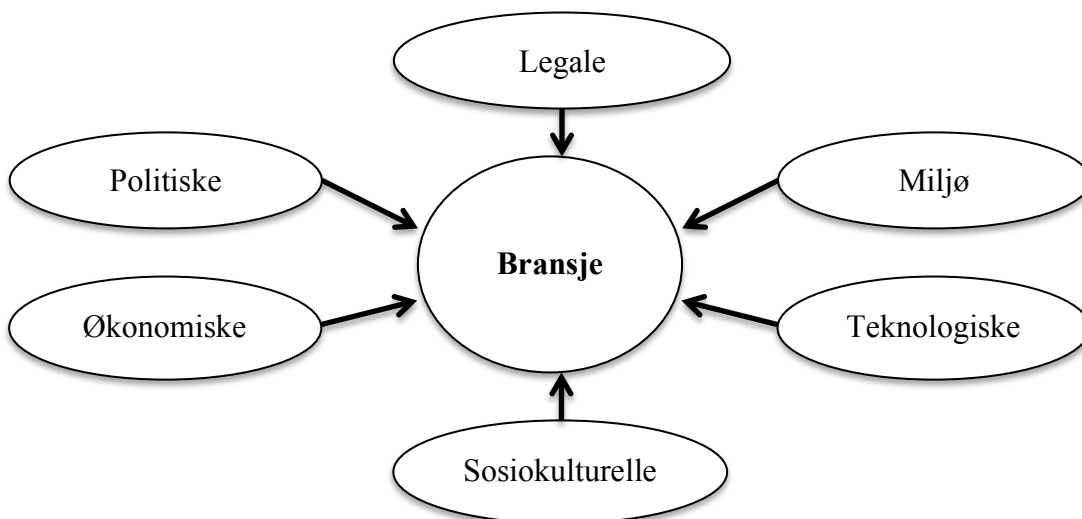 Legale
Politiske
Miljø
Bransje
Økonomiske
Teknologiske
Sosiokulturelle